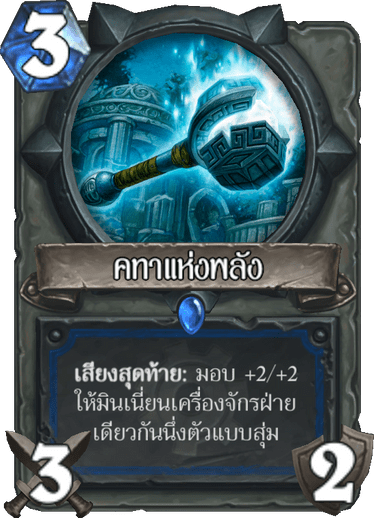 3
คทาแห่งพลัง
เสียงสุดท้าย: มอบ +2/+2
ให้มินเนี่ยนเครื่องจักรฝ่าย
เดียวกันนึ่งตัวแบบสุ่ม
3
2